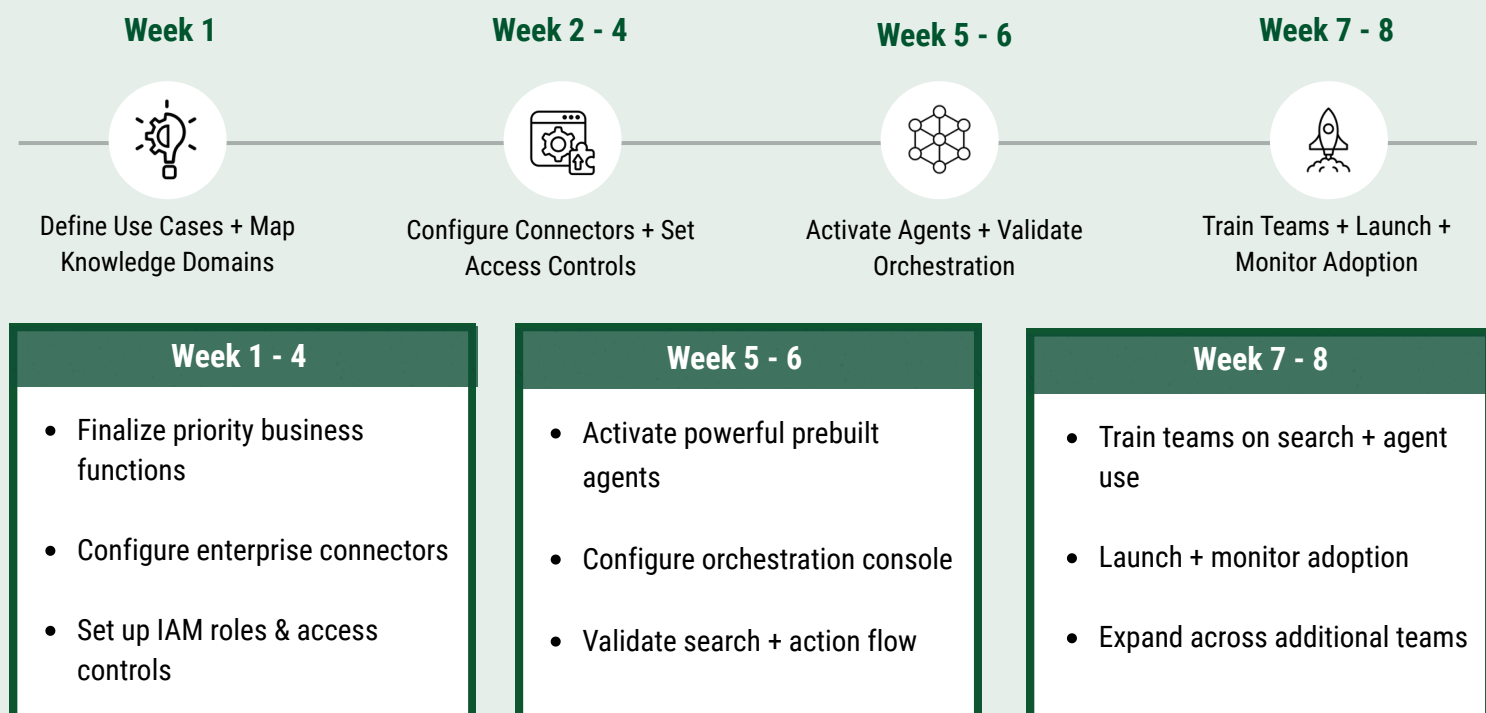 Week 1
Week 2 - 4
Week 5 - 6
Week 7 - 8
Define Use Cases + Map
Knowledge Domains
Configure Connectors + Set
Access Controls
Activate Agents + Validate
Orchestration
Train Teams + Launch +
Monitor Adoption
Week 1 - 4
• Finalize priority business
functions
• Configure enterprise connectors
• Set up IAM roles & access
controls
Week 5 - 6
• Activate powerful prebuilt
agents
• Configure orchestration console
• Validate search + action flow
Week 7 - 8
• Train teams on search + agent
use
• Launch + monitor adoption
• Expand across additional teams